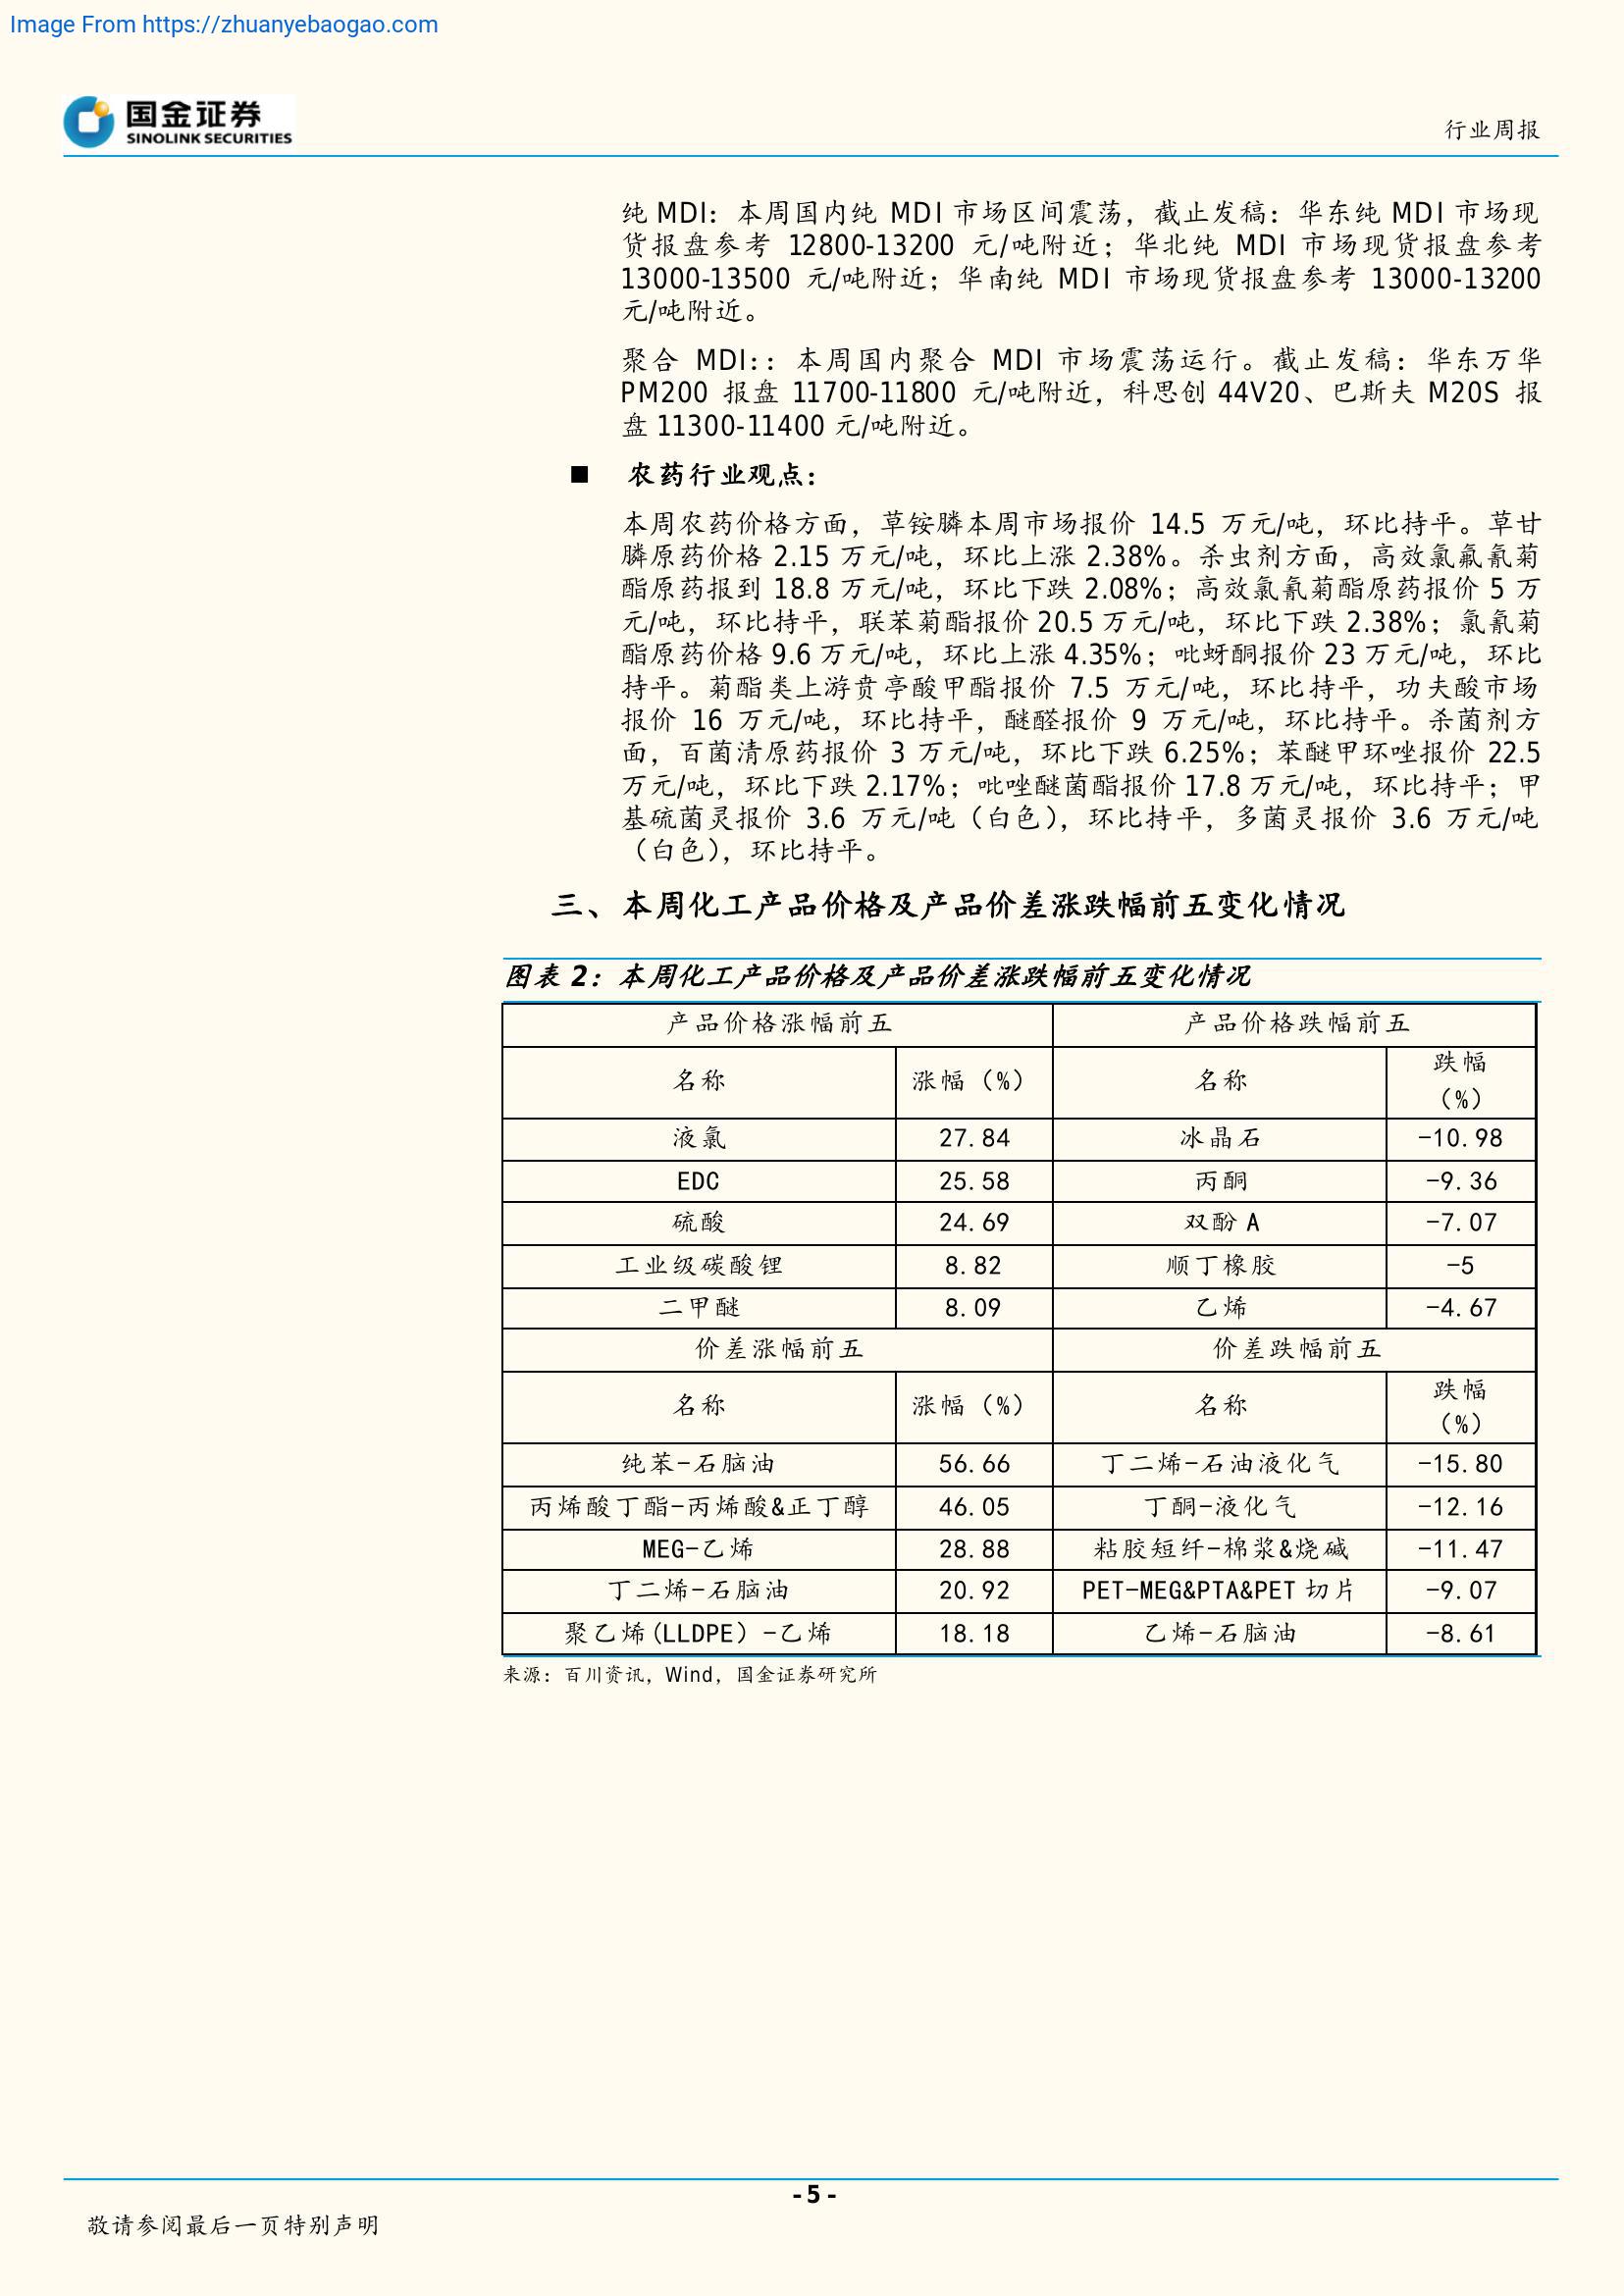 Image From https://zhuanyebaogao.com
国金证券
SINOLINK SECURITIES
行业周报
纯 MDI：本周国内纯 MDI 市场区间震荡，截止发稿：华东纯 MDI 市场现
货报盘参考 12800-13200 元/吨附近；华北纯 MDI 市场现货报盘参考
13000-13500 元/吨附近；华南纯 MDI 市场现货报盘参考 13000-13200
元/吨附近。
聚合 MDI:：本周国内聚合 MDI 市场震荡运行。截止发稿：华东万华
PM200 报盘 11700-11800 元/吨附近，科思创 44V20、巴斯夫 M20S 报
盘 11300-11400 元/吨附近。
■ 农药行业观点：
本周农药价格方面，草铵膦本周市场报价 14.5 万元/吨，环比持平。草甘
膦原药价格 2.15 万元/吨，环比上涨 2.38%。杀虫剂方面，高效氯氟氰菊
酯原药报到 18.8 万元/吨，环比下跌 2.08%；高效氯氰菊酯原药报价 5 万
元/吨，环比持平，联苯菊酯报价 20.5 万元/吨，环比下跌 2.38%；氯氰菊
酯原药价格 9.6 万元/吨，环比上涨 4.35%；吡蚜酮报价 23 万元/吨，环比
持平。菊酯类上游贲亭酸甲酯报价 7.5 万元/吨，环比持平，功夫酸市场
报价 16 万元/吨，环比持平，醚醛报价 9 万元/吨，环比持平。杀菌剂方
面，百菌清原药报价 3 万元/吨，环比下跌 6.25%；苯醚甲环唑报价 22.5
万元/吨，环比下跌 2.17%；吡唑醚菌酯报价 17.8 万元/吨，环比持平；甲
基硫菌灵报价 3.6 万元/吨（白色），环比持平，多菌灵报价 3.6 万元/吨
（白色），环比持平。
三、本周化工产品价格及产品价差涨跌幅前五变化情况
图表 2：本周化工产品价格及产品价差涨跌幅前五变化情况
产品价格涨幅前五 产品价格跌幅前五
名称 涨幅（%） 名称 跌幅
（%）
液氯 27.84 冰晶石 -10.98
EDC 25.58 丙酮 -9.36
硫酸 24.69 双酚 A -7.07
工业级碳酸锂 8.82 顺丁橡胶 -5
二甲醚 8.09 乙烯 -4.67
价差涨幅前五 价差跌幅前五
名称 涨幅（%） 名称 跌幅
（%）
纯苯-石脑油 56.66 丁二烯-石油液化气 -15.80
丙烯酸丁酯-丙烯酸&正丁醇 46.05 丁酮-液化气 -12.16
MEG-乙烯 28.88 粘胶短纤-棉浆&烧碱 -11.47
丁二烯-石脑油 20.92 PET-MEG&PTA&PET 切片 -9.07
聚乙烯(LLDPE）-乙烯 18.18 乙烯-石脑油 -8.61
来源：百川资讯，Wind，国金证券研究所
- 5 -
敬请参阅最后一页特别声明